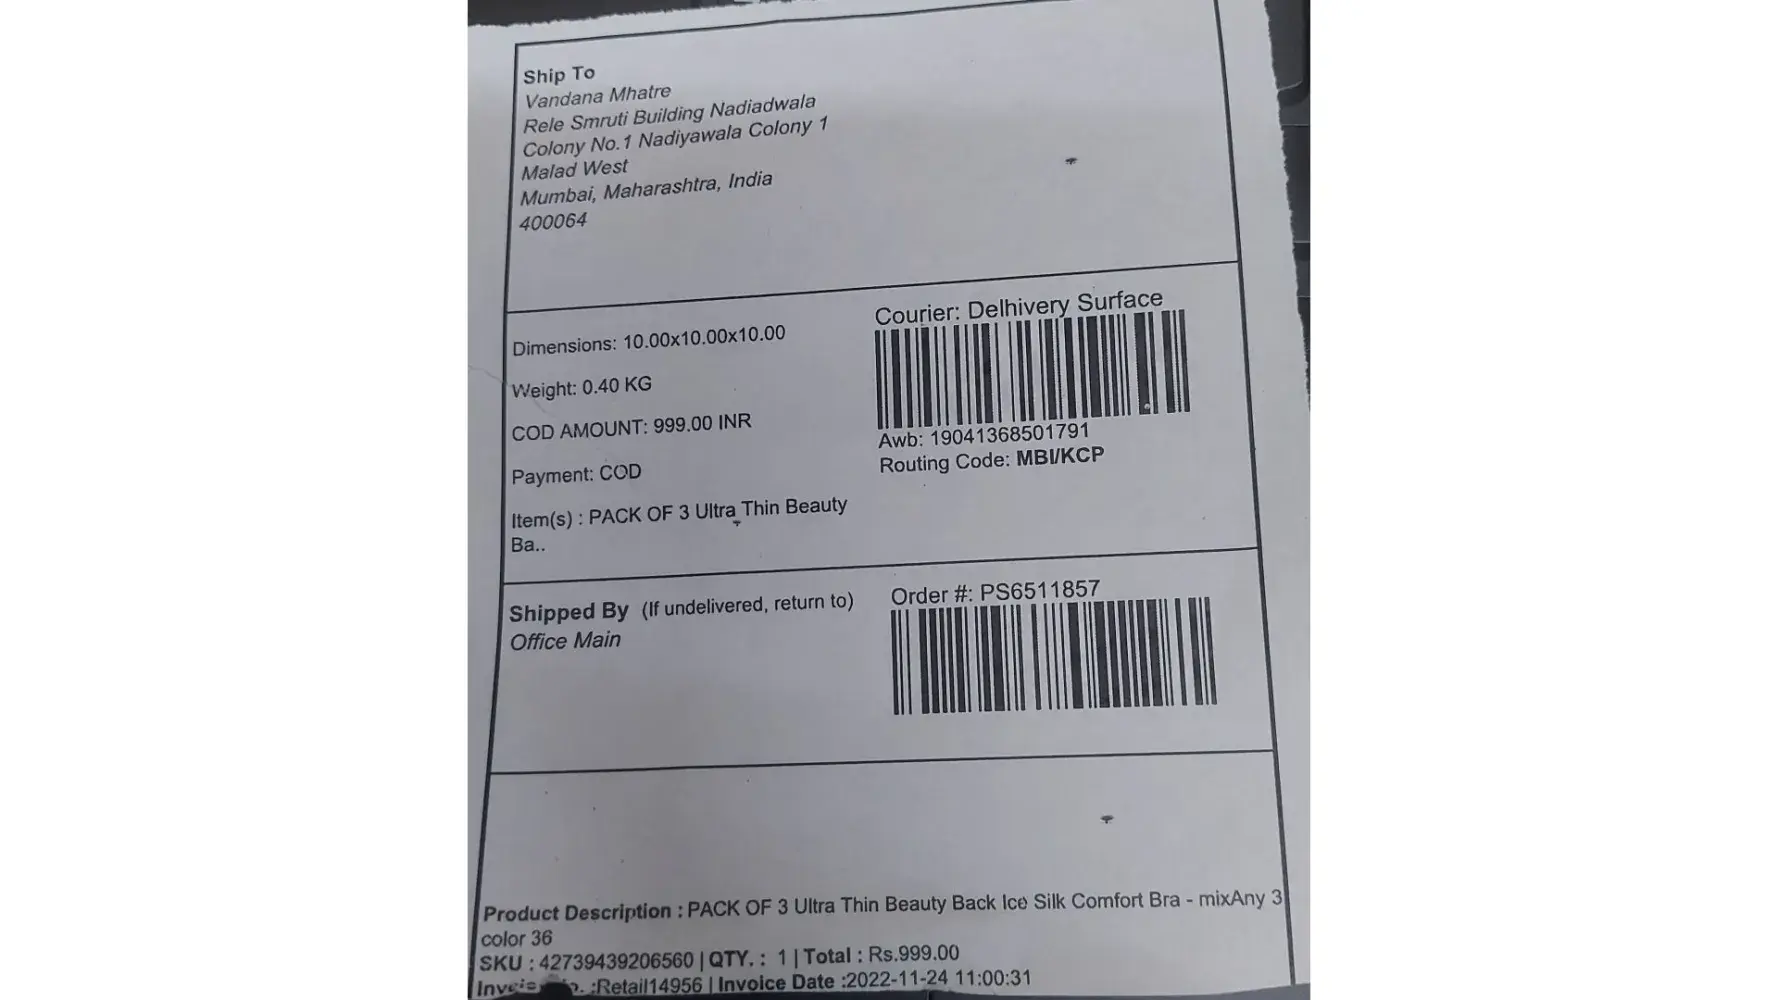 Ship To
Vandana Mhatre
Rele Smruti Building Nadiadwala
Colony No.1 Nadiyawala Colony 1
Malad West
Mumbai, Maharashtra, India
400064
Dimensions: 10.00x10.00x10.00
Weight: 0.40 KG
COD AMOUNT: 999.00 INR
Payment: COD
Item(s) : PACK OF 3 Ultra Thin Beauty
Ba..
Courier: Delhivery Surface
Awb: 19041368501791
Routing Code: MBI/KCP
Shipped By (If undelivered, return to)
Office Main
Order #: PS6511857
Product Description : PACK OF 3 Ultra Thin Beauty Back Ice Silk Comfort Bra - mixAny 3
color 36
SKU : 42739439206560 | QTY. : 1 | Total : Rs.999.00
:Retail14956 | Invoice Date :2022-11-24 11:00:31